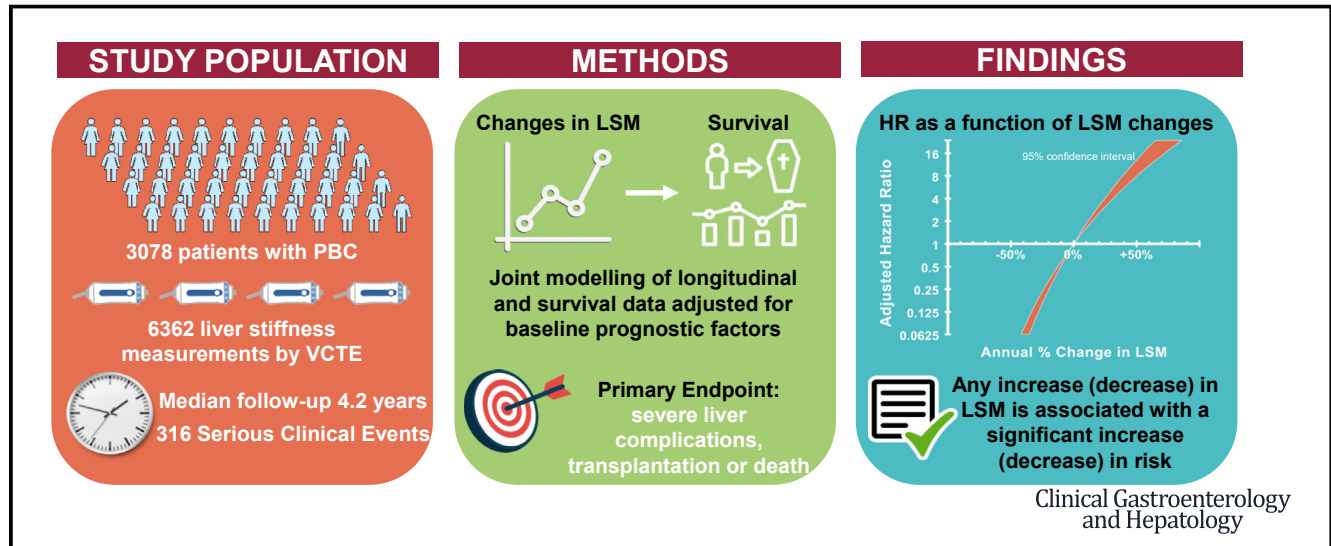 STUDY POPULATION
3078 patients with PBC
6362 liver stiffness
measurements by VCTE
Median follow-up 4.2 years
316 Serious Clinical Events
METHODS
Changes in LSM
Survival
Joint modelling of longitudinal
and survival data adjusted for
baseline prognostic factors
Primary Endpoint:
severe liver
complications,
transplantation or death
FINDINGS
HR as a function of LSM changes
95% confidence interval
Adjusted Hazard Ratio
16
8
4
2
1
0.5
0.25
0.125
0.0625
-50%
0%
+50%
Annual % Change in LSM
Any increase (decrease) in
LSM is associated with a
significant increase
(decrease) in risk
Clinical Gastroenterology
and Hepatology